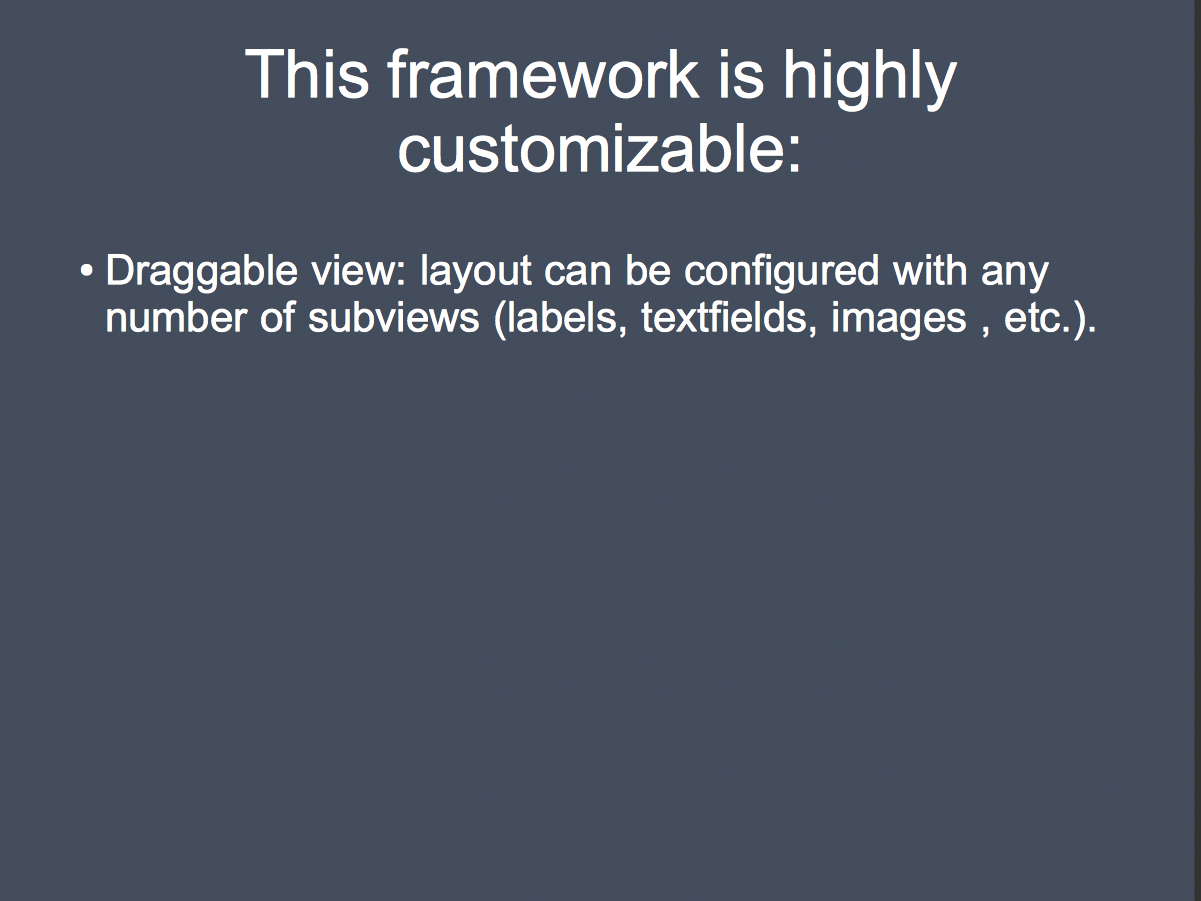 This framework is highly
customizable:
• Draggable view: layout can be configured with any
number of subviews (labels, textfields, images , etc.).